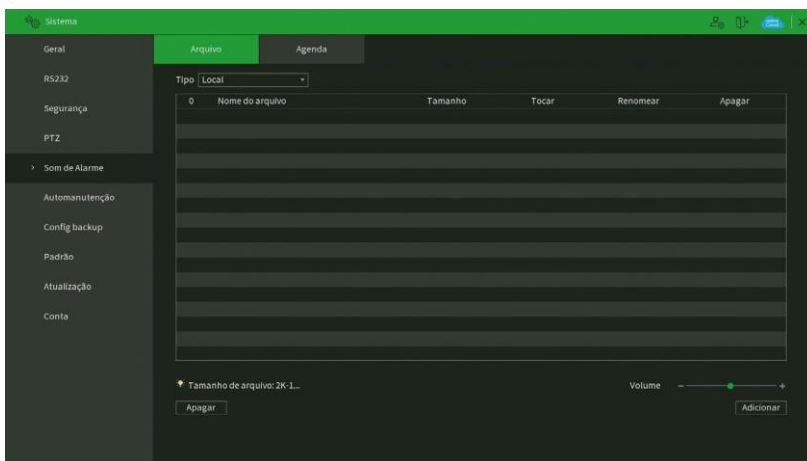 Sistema
Geral
RS232
Segurança
PTZ
Som de Alarme
Automanutenção
Config backup
Padrão
Atualização
Conta
Arquivo Agenda
Tipo Local
0 Nome do arquivo Tamanho Tocar Renomear Apagar
Tamanho de arquivo: 2K-1...
Volume - +
Apagar
Adicionar